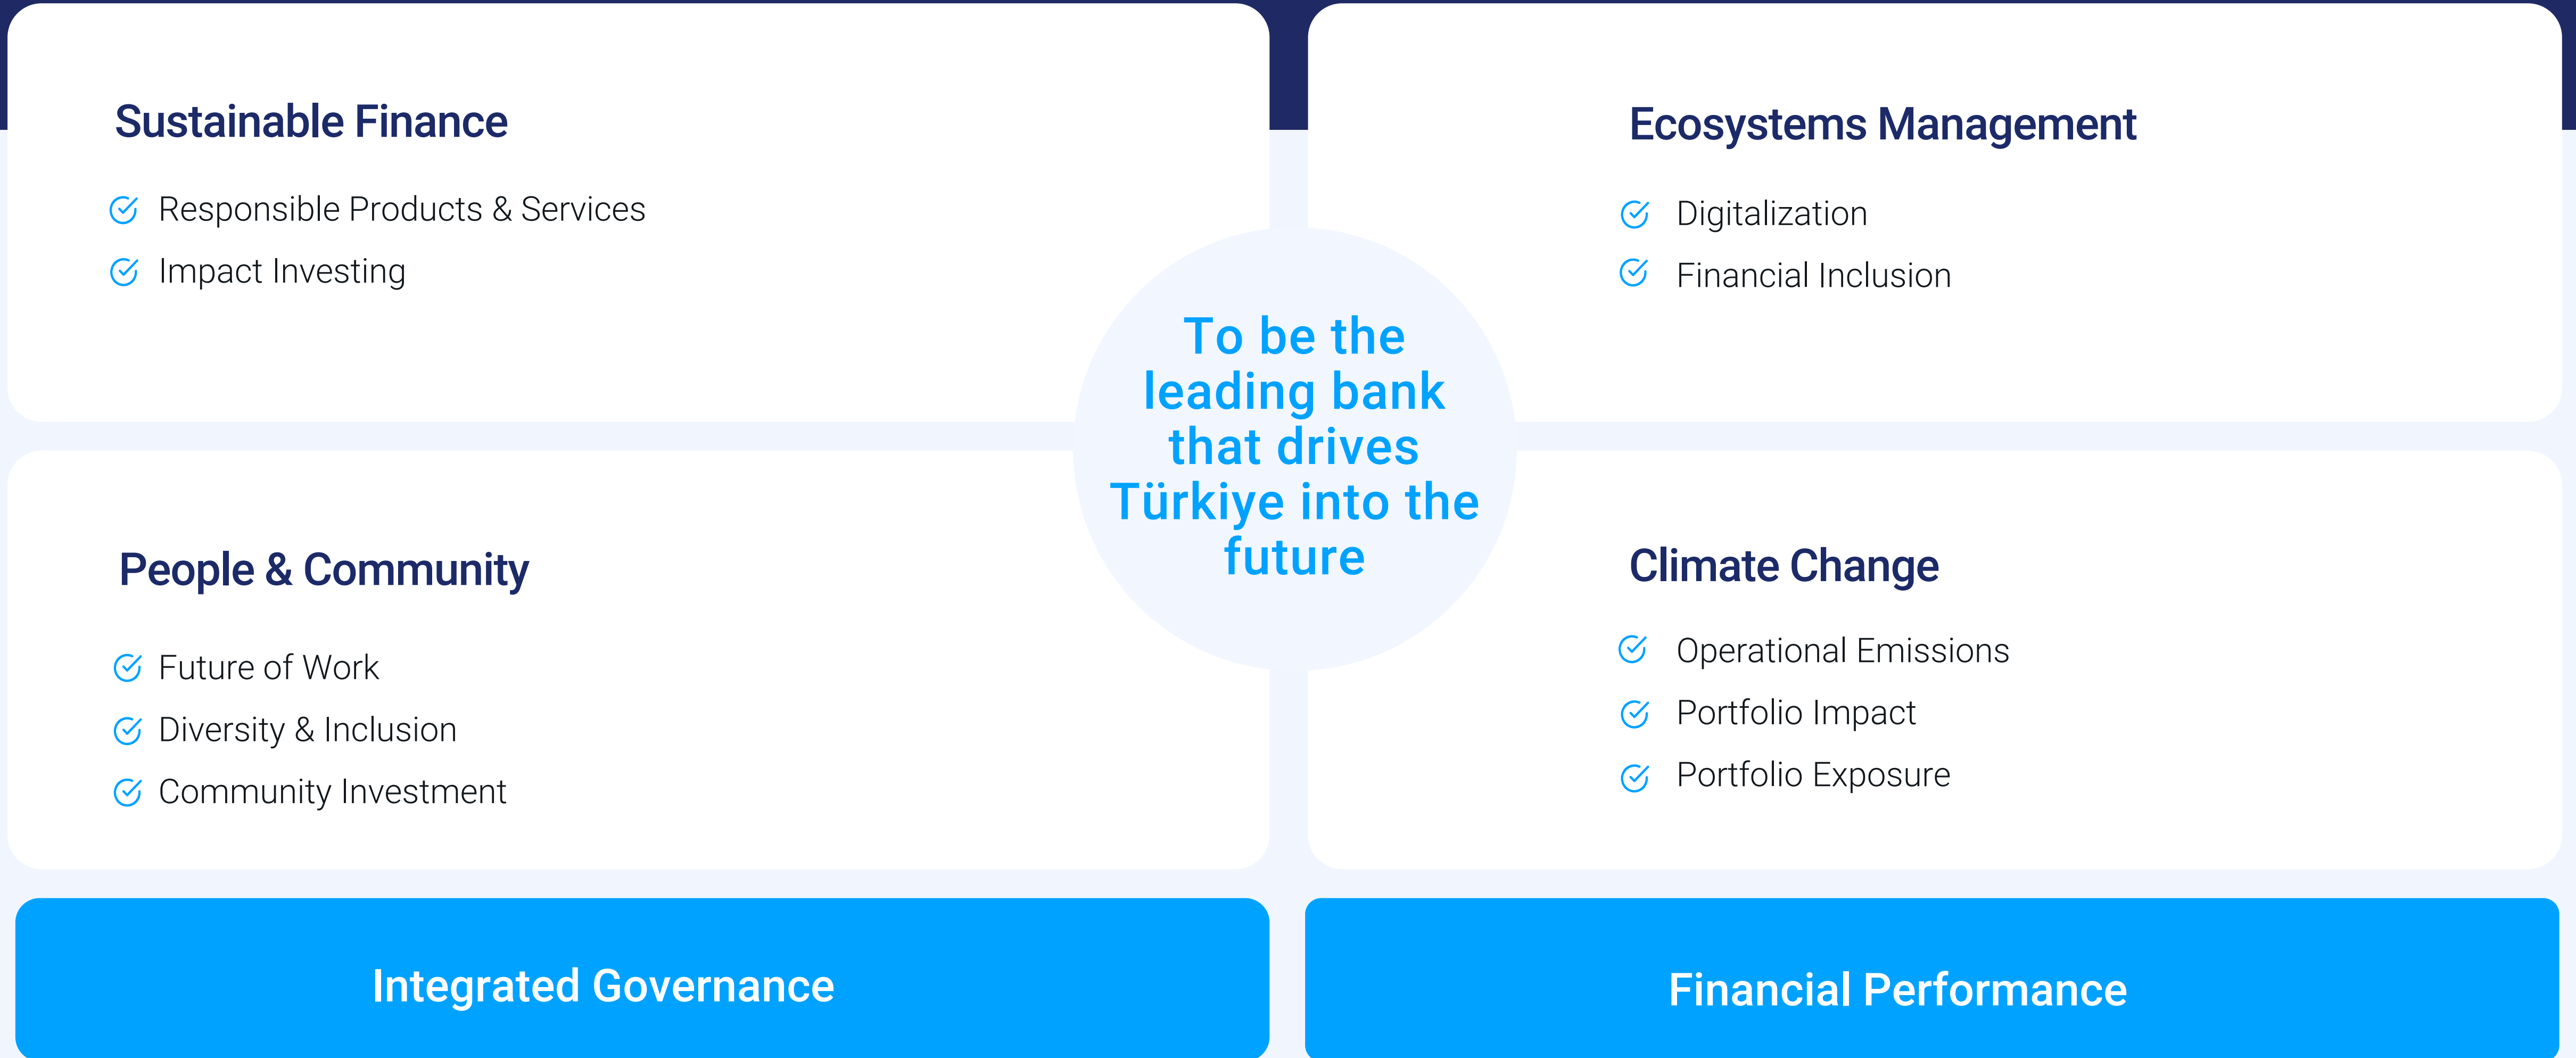 Sustainable Finance
Responsible Products & Services
Impact Investing
Ecosystems Management
Digitalization
Financial Inclusion
To be the
leading bank
that drives
Türkiye into the
future
People & Community
Future of Work
Diversity & Inclusion
Community Investment
Climate Change
Operational Emissions
Portfolio Impact
Portfolio Exposure
Integrated Governance
Financial Performance